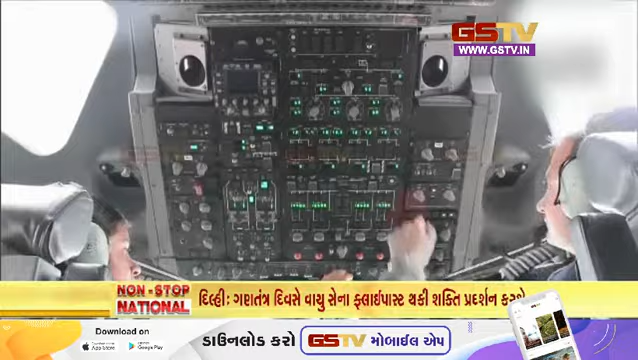 GSTV
WWW.GSTV.IN
NON-STOP
NATIONAL
દિલ્હી: ગણતંત્ર દિવસે વાયુ સેના ફ્લાઇપાસ્ટ થકી શક્તિ પ્રદર્શન કરશે
Download on
App Store
Google Play
ડાઉનલોડ કરો GSTV મોબાઈલ એપ